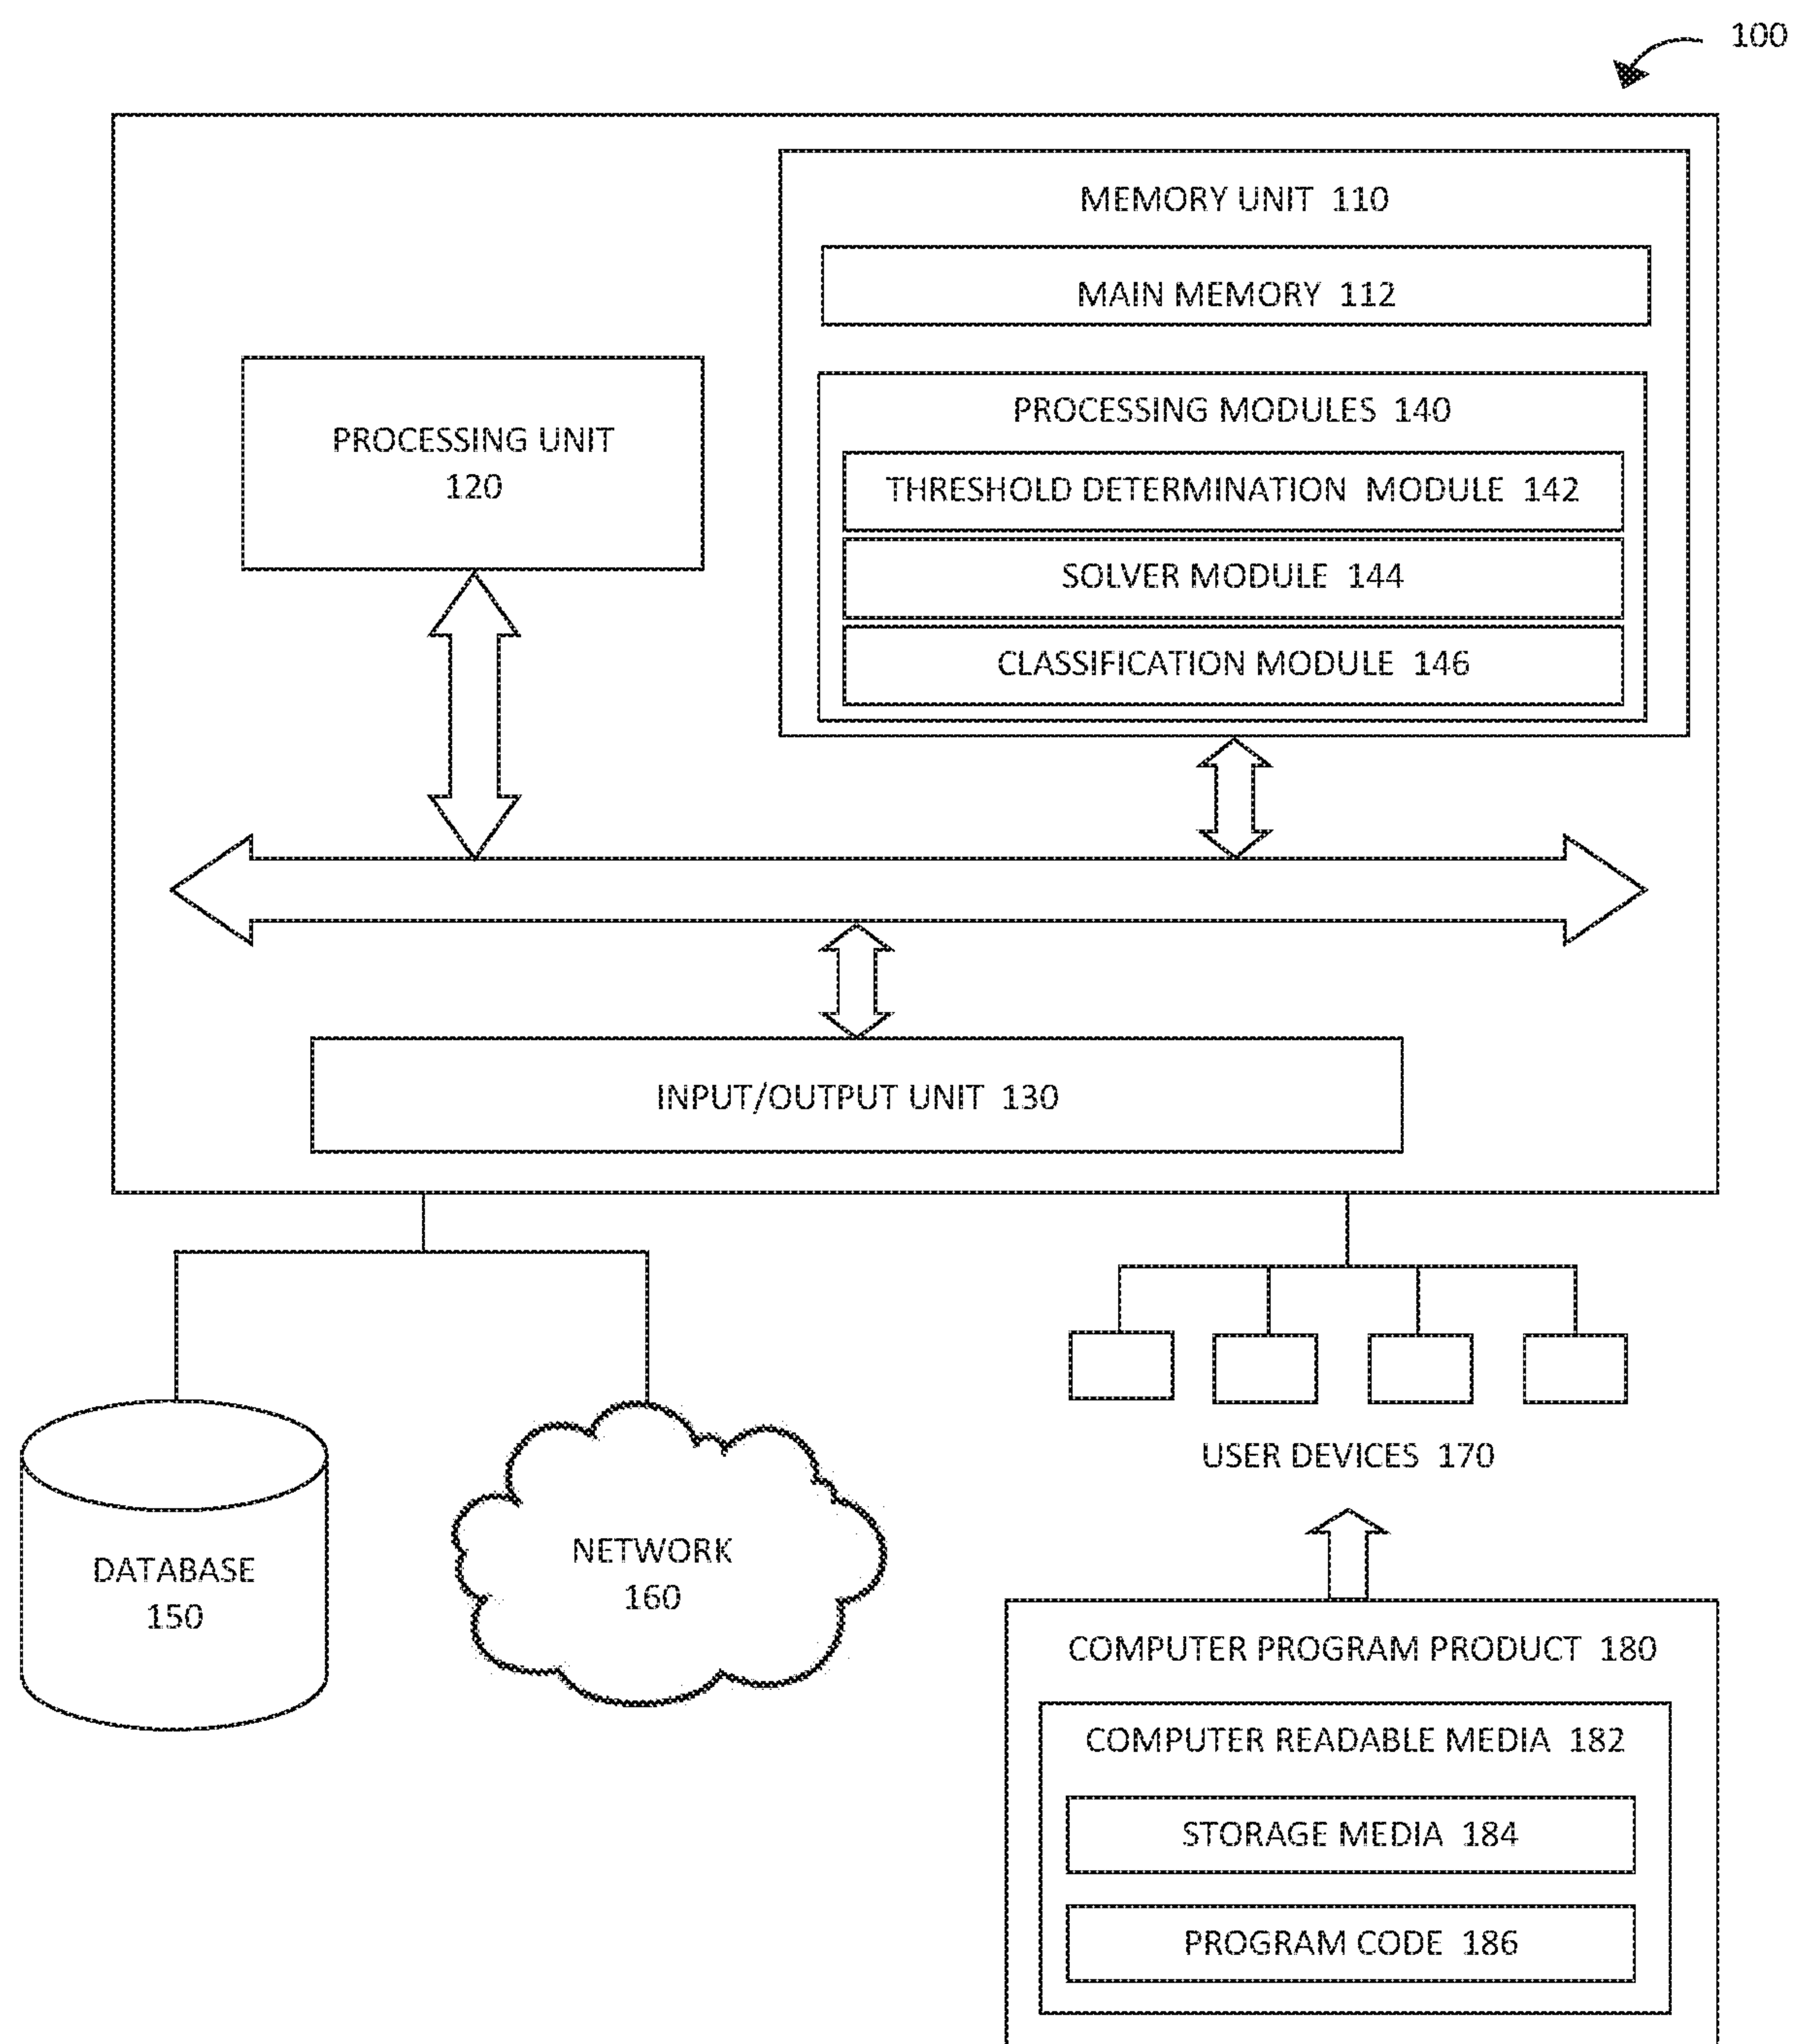 100
MEMORY UNIT 110
MAIN MEMORY 112
PROCESSING MODULES 140
THRESHOLD DETERMINATION MODULE 142
SOLVER MODULE 144
CLASSIFICATION MODULE 146
PROCESSING UNIT
120
INPUT/OUTPUT UNIT 130
DATABASE
150
NETWORK
160
USER DEVICES 170
COMPUTER PROGRAM PRODUCT 180
COMPUTER READABLE MEDIA 182
STORAGE MEDIA 184
PROGRAM CODE 186